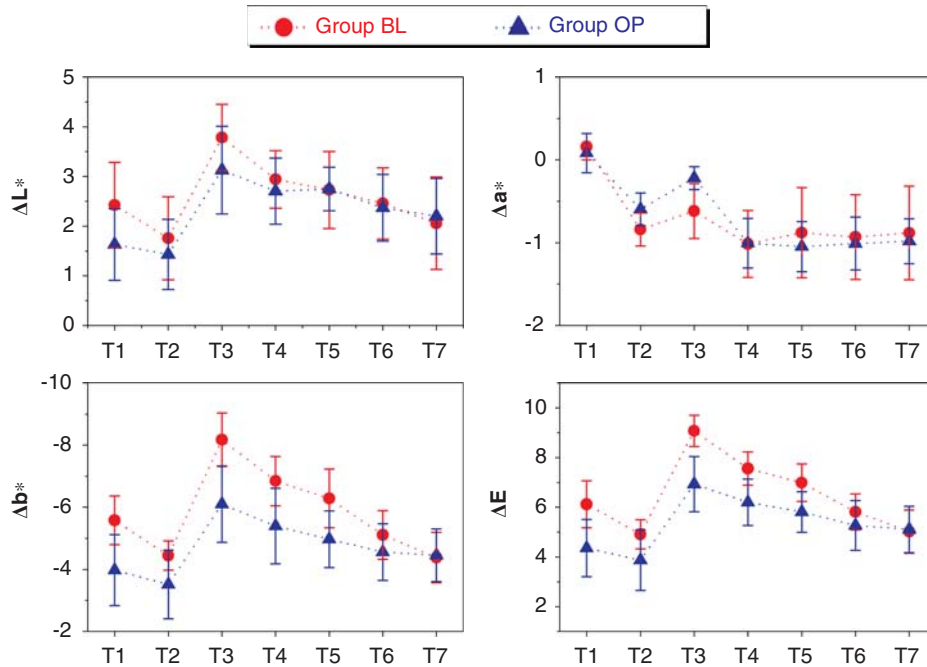 Group BL Group OP
5
4
3
2
1
0
ΔL*
T1 T2 T3 T4 T5 T6 T7
1
0
-1
-2
Δa*
T1 T2 T3 T4 T5 T6 T7
-10
-8
-6
-4
-2
Δb*
T1 T2 T3 T4 T5 T6 T7
10
8
6
4
2
ΔE
T1 T2 T3 T4 T5 T6 T7